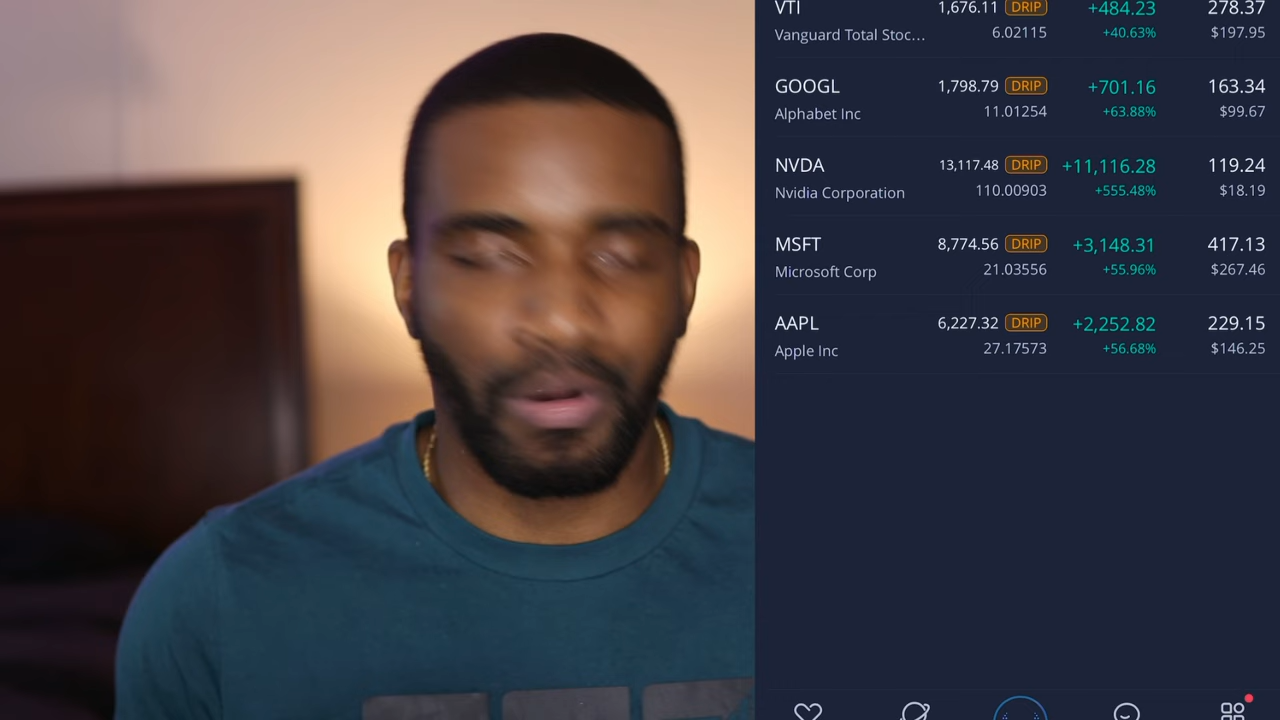 VTI 1,676.11 DRIP +484.23 278.37
Vanguard Total Stoc... 6.02115 +40.63% $197.95
GOOGL 1,798.79 DRIP +701.16 163.34
Alphabet Inc 11.01254 +63.88% $99.67
NVDA 13,117.48 DRIP +11,116.28 119.24
Nvidia Corporation 110.00903 +555.48% $18.19
MSFT 8,774.56 DRIP +3,148.31 417.13
Microsoft Corp 21.03556 +55.96% $267.46
AAPL 6,227.32 DRIP +2,252.82 229.15
Apple Inc 27.17573 +56.68% $146.25